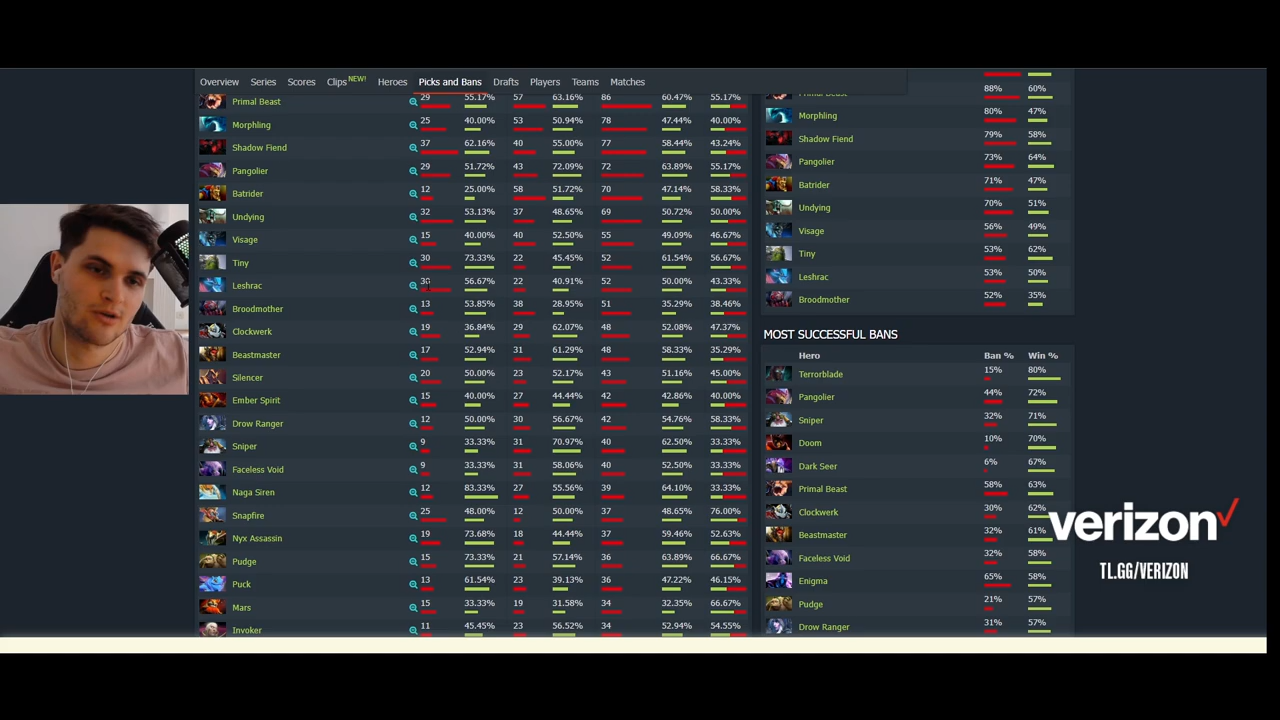 Overview Series Scores Clips NEW! Heroes Picks and Bans Drafts Players Teams Matches
Primal Beast 29 55.17% 57 63.16% 86 60.47% 55.17%
Morphling 25 40.00% 53 50.94% 78 47.44% 40.00%
Shadow Fiend 37 62.16% 40 55.00% 77 58.44% 43.24%
Pangolier 29 51.72% 43 72.09% 72 63.89% 55.17%
Batrider 12 25.00% 58 51.72% 70 47.14% 58.33%
Undying 32 53.13% 37 48.65% 69 50.72% 50.00%
Visage 15 40.00% 40 52.50% 55 49.09% 46.67%
Tiny 30 73.33% 22 45.45% 52 61.54% 56.67%
Leshrac 30 56.67% 22 40.91% 52 50.00% 43.33%
Broodmother 13 53.85% 38 28.95% 51 35.29% 38.46%
Clockwerk 19 36.84% 29 62.07% 48 52.08% 47.37%
Beastmaster 17 52.94% 31 61.29% 48 58.33% 35.29%
Silencer 20 50.00% 23 52.17% 43 51.16% 45.00%
Ember Spirit 15 40.00% 27 44.44% 42 42.86% 40.00%
Drow Ranger 12 50.00% 30 56.67% 42 54.76% 58.33%
Sniper 9 33.33% 31 70.97% 40 62.50% 33.33%
Faceless Void 9 33.33% 31 58.06% 40 52.50% 33.33%
Naga Siren 12 83.33% 27 55.56% 39 64.10% 33.33%
Snapfire 25 48.00% 12 50.00% 37 48.65% 76.00%
Nyx Assassin 19 73.68% 18 44.44% 37 59.46% 52.63%
Pudge 15 73.33% 21 57.14% 36 63.89% 66.67%
Puck 13 61.54% 23 39.13% 36 47.22% 46.15%
Mars 15 33.33% 19 31.58% 34 32.35% 66.67%
Invoker 11 45.45% 23 56.52% 34 52.94% 54.55%
Primal Beast 88% 60%
Morphling 80% 47%
Shadow Fiend 79% 58%
Pangolier 73% 64%
Batrider 71% 47%
Undying 70% 51%
Visage 56% 49%
Tiny 53% 62%
Leshrac 53% 50%
Broodmother 52% 35%
MOST SUCCESSFUL BANS
Hero Ban % Win %
Terrorblade 15% 80%
Pangolier 44% 72%
Sniper 32% 71%
Doom 10% 70%
Dark Seer 6% 67%
Primal Beast 58% 63%
Clockwerk 30% 62%
Beastmaster 32% 61%
Faceless Void 32% 58%
Enigma 65% 58%
Pudge 21% 57%
Drow Ranger 31% 57%
verizon
TL.GG/VERIZON